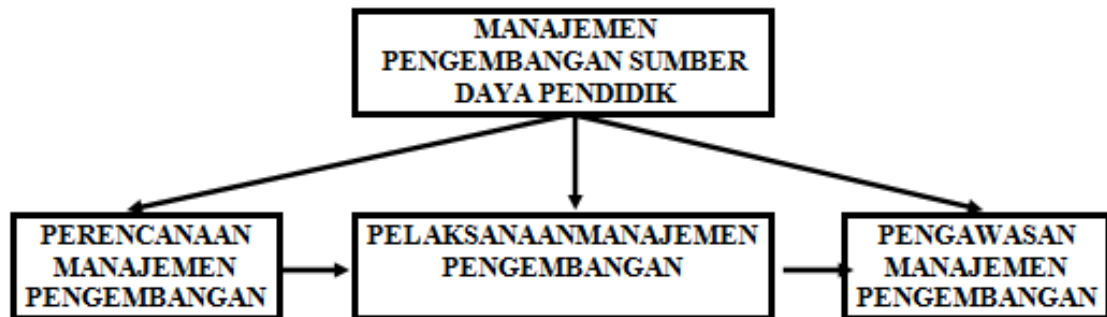 MANAJEMEN
PENGEMBANGAN SUMBER
DAYA PENDIDIK
PERENCANAAN
MANAJEMEN
PENGEMBANGAN
PELAKSANAANMANAJEMEN
PENGEMBANGAN
PENGAWASAN
MANAJEMEN
PENGEMBANGAN